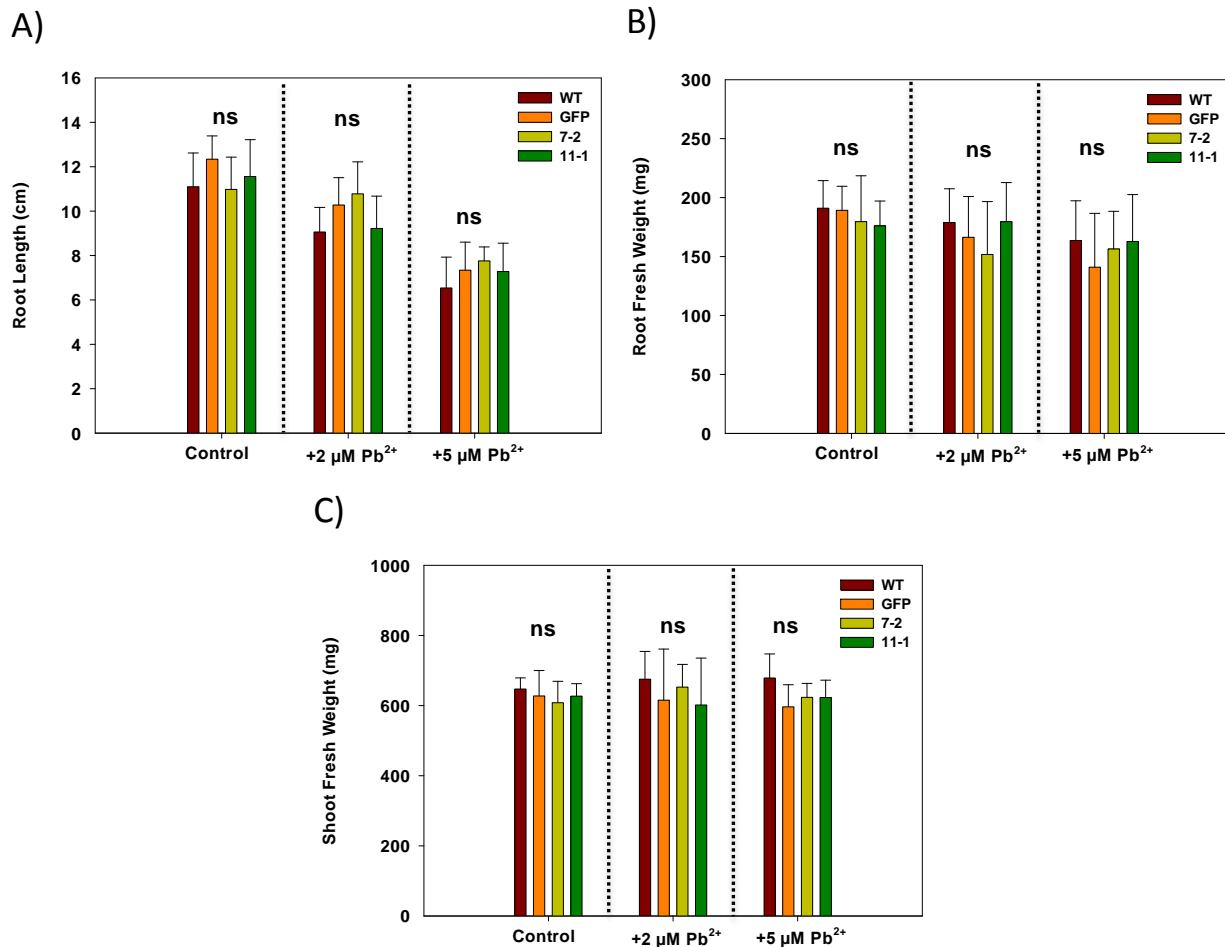 A)
Root Length (cm)
16
14
12
10
8
6
4
2
0
ns
ns
ns
WT
GFP
7-2
11-1
Control
+2 µM Pb²⁺
+5 µM Pb²⁺
B)
Root Fresh Weight (mg)
300
250
200
150
100
50
0
ns
ns
ns
WT
GFP
7-2
11-1
Control
+2 µM Pb²⁺
+5 µM Pb²⁺
C)
Shoot Fresh Weight (mg)
1000
800
600
400
200
0
ns
ns
ns
WT
GFP
7-2
11-1
Control
+2 µM Pb²⁺
+5 µM Pb²⁺